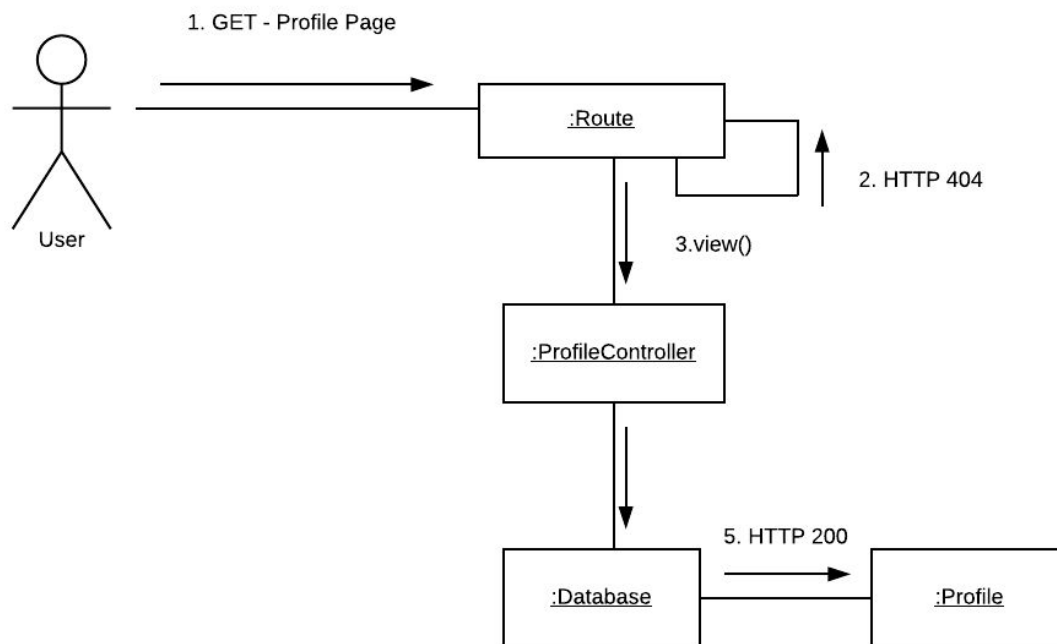 1. GET - Profile Page
:Route
2. HTTP 404
User
3.view()
:ProfileController
5. HTTP 200
:Database
:Profile